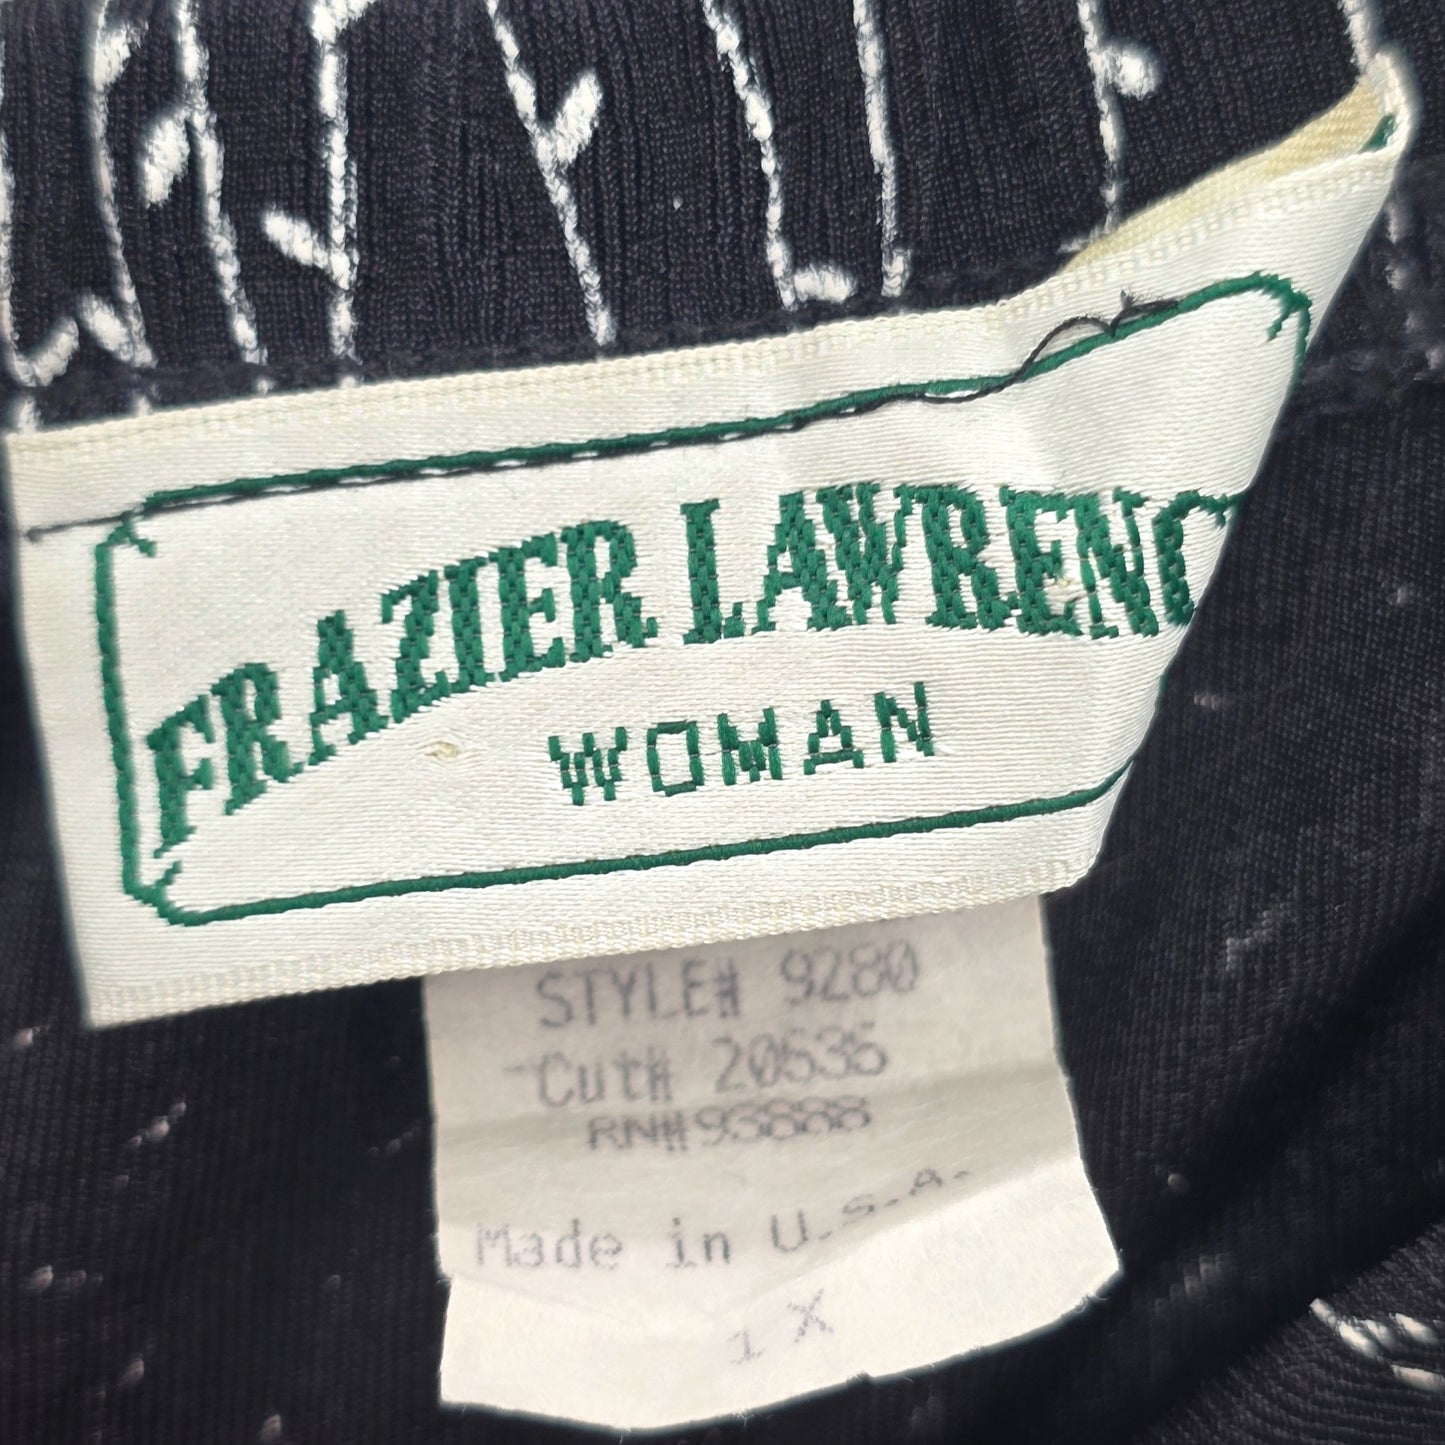 FRAZIER LAWRENC
WOMAN
STYLE# 9280
Cut# 20535
RN#93888
Made in U.S.A.
1X